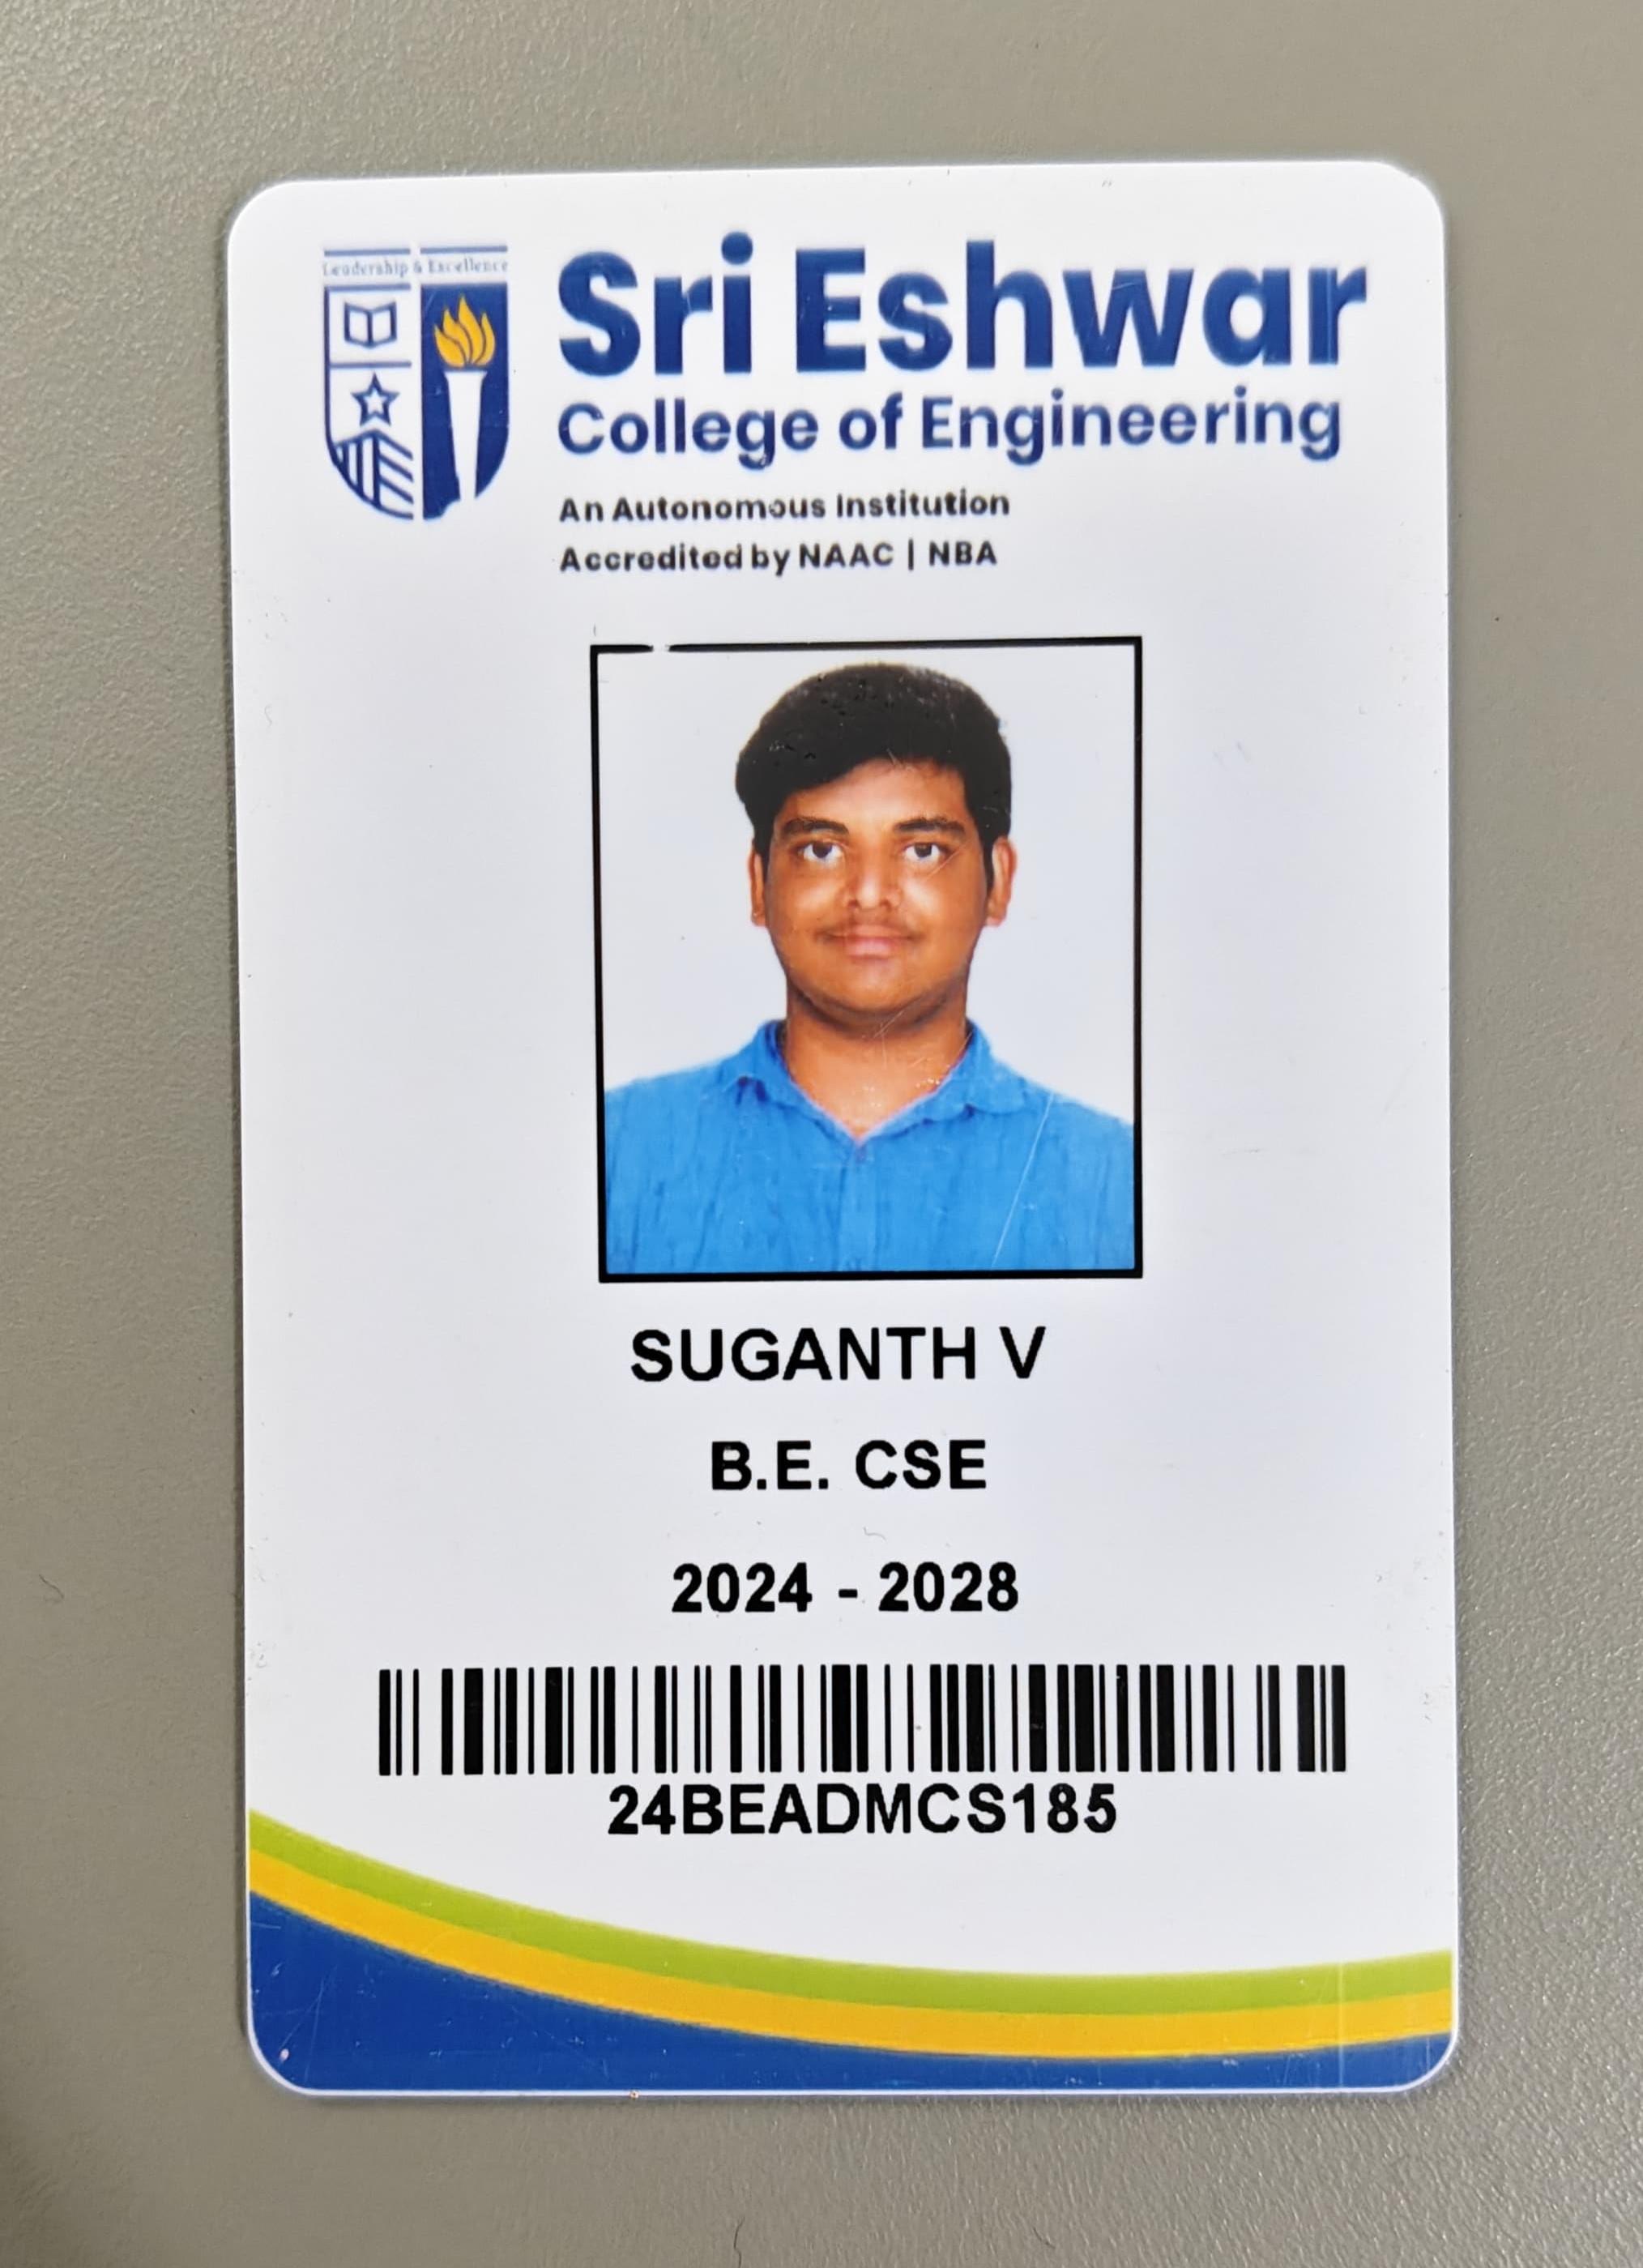 Leadership & Excellence
Sri Eshwar
College of Engineering
An Autonomous Institution
Accredited by NAAC | NBA
SUGANTH V
B.E. CSE
2024 - 2028
24BEADMCS185